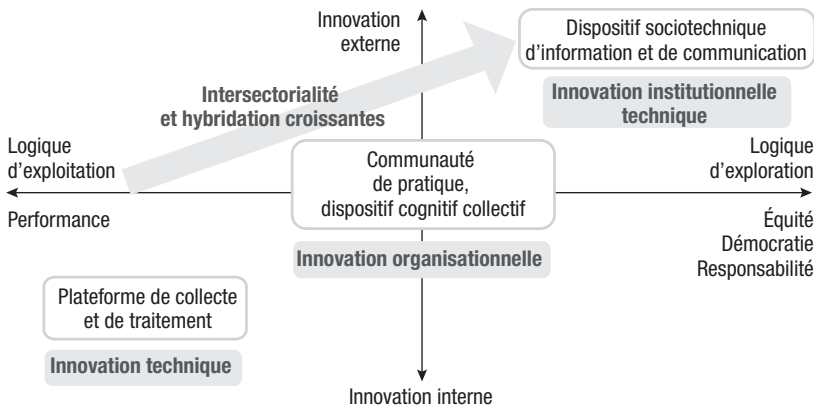 Innovation
externe
Dispositif sociotechnique
d’information et de communication
Innovation institutionnelle
technique
Intersectorialité
et hybridation croissantes
Logique
d’exploitation
Communauté
de pratique,
dispositif cognitif collectif
Logique
d’exploration
Performance
Équité
Démocratie
Responsabilité
Innovation organisationnelle
Plateforme de collecte
et de traitement
Innovation technique
Innovation interne